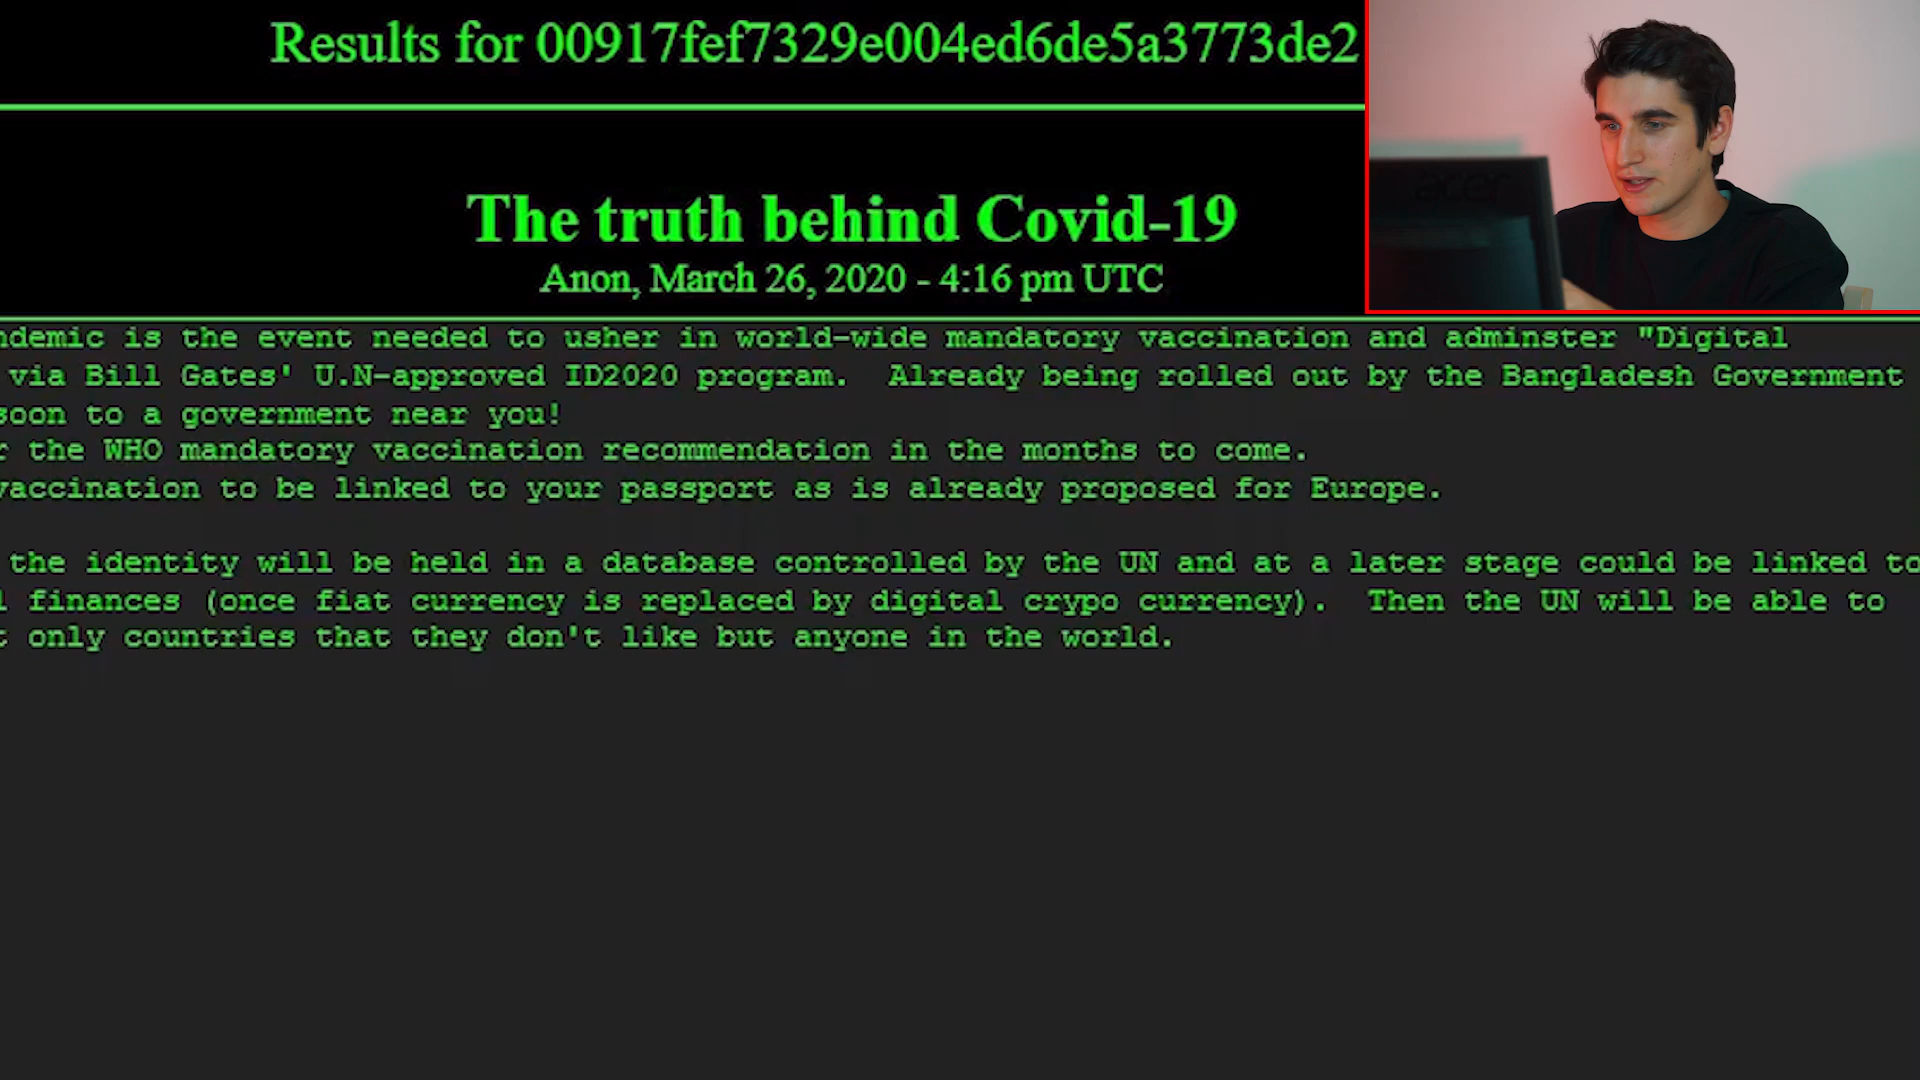 Results for 00917fef7329e004ed6de5a3773de2
The truth behind Covid-19
Anon, March 26, 2020 - 4:16 pm UTC
ndemic is the event needed to usher in world-wide mandatory vaccination and adminster "Digital
via Bill Gates' U.N-approved ID2020 program. Already being rolled out by the Bangladesh Government
soon to a government near you!
r the WHO mandatory vaccination recommendation in the months to come.
vaccination to be linked to your passport as is already proposed for Europe.
the identity will be held in a database controlled by the UN and at a later stage could be linked to
l finances (once fiat currency is replaced by digital crypo currency). Then the UN will be able to
t only countries that they don't like but anyone in the world.
acer